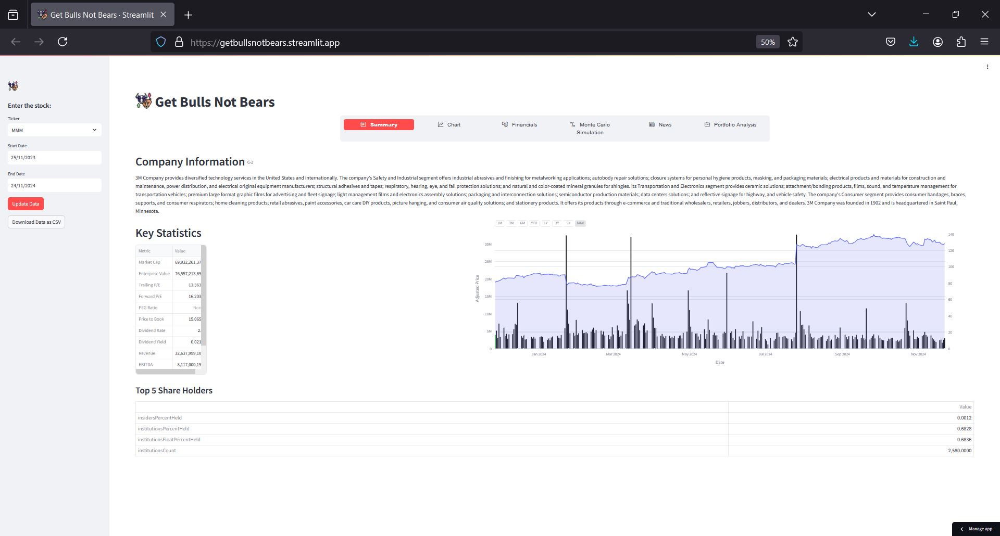 Get Bulls Not Bears · Streamlit
https://getbullsnotbears.streamlit.app
50%
Enter the stock:
Ticker
MMM
Start Date
25/11/2023
End Date
24/11/2024
Update Data
Download Data as CSV
Get Bulls Not Bears
Summary
Chart
Financials
Monte Carlo
Simulation
News
Portfolio Analysis
Company Information
3M Company provides diversified technology services in the United States and internationally. The company's Safety and Industrial segment offers industrial abrasives and finishing for metalworking applications; autobody repair solutions; closure systems for personal hygiene products, masking, and packaging materials; electrical products and materials for construction and
maintenance, power distribution, and electrical original equipment manufacturers; structural adhesives and tapes; respiratory, hearing, eye, and fall protection solutions; and natural and color-coated mineral granules for shingles. Its Transportation and Electronics segment provides ceramic solutions; attachment/bonding products, films, sound, and temperature management for
transportation vehicles; premium large format graphic films for advertising and fleet signage; light management films and electronics assembly solutions; packaging and interconnection solutions; semiconductor production materials; data centers solutions; and reflective signage for highway, and vehicle safety. The company's Consumer segment provides consumer bandages, braces,
supports, and consumer respirators; home cleaning products; retail abrasives, paint accessories, car care DIY products, picture hanging, and consumer air quality solutions; and stationery products. It offers its products through e-commerce and traditional wholesalers, retailers, jobbers, distributors, and dealers. 3M Company was founded in 1902 and is headquartered in Saint Paul,
Minnesota.
Key Statistics
Metric Value
Market Cap 69,932,261,37
Enterprise Value 76,557,213,69
Trailing P/E 13.363
Forward P/E 16.203
PEG Ratio Non
Price to Book 15.065
Dividend Rate 2.
Dividend Yield 0.021
Revenue 32,637,999,10
EBITDA 8,117,000,19
1M 3M 6M YTD 1Y 3Y 5Y MAX
Adjusted Price
30M
25M
20M
15M
10M
5M
0
140
120
100
80
60
40
20
0
Jan 2024 Mar 2024 May 2024 Jul 2024 Sep 2024 Nov 2024
Date
Top 5 Share Holders
Value
insidersPercentHeld 0.0012
institutionsPercentHeld 0.6828
institutionsFloatPercentHeld 0.6836
institutionsCount 2,580.0000
Manage app